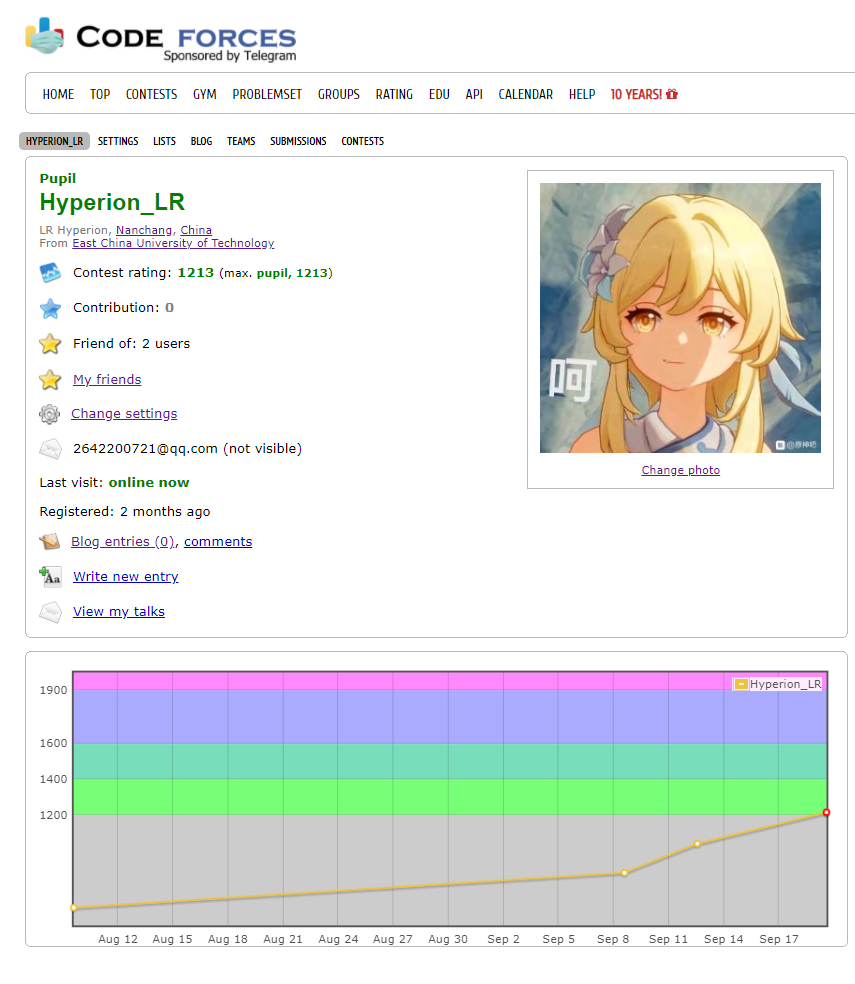 CODE FORCES
Sponsored by Telegram
HOME TOP CONTESTS GYM PROBLEMSET GROUPS RATING EDU API CALENDAR HELP 10 YEARS!
HYPERION_LR SETTINGS LISTS BLOG TEAMS SUBMISSIONS CONTESTS
Pupil
Hyperion_LR
LR Hyperion, Nanchang, China
From East China University of Technology
Contest rating: 1213 (max. pupil, 1213)
Contribution: 0
Friend of: 2 users
My friends
Change settings
2642200721@qq.com (not visible)
Last visit: online now
Registered: 2 months ago
Blog entries (0), comments
Aa
Write new entry
View my talks
呵
@原神吧
Change photo
Hyperion_LR
1900
1600
1400
1200
Aug 12 Aug 15 Aug 18 Aug 21 Aug 24 Aug 27 Aug 30 Sep 2 Sep 5 Sep 8 Sep 11 Sep 14 Sep 17